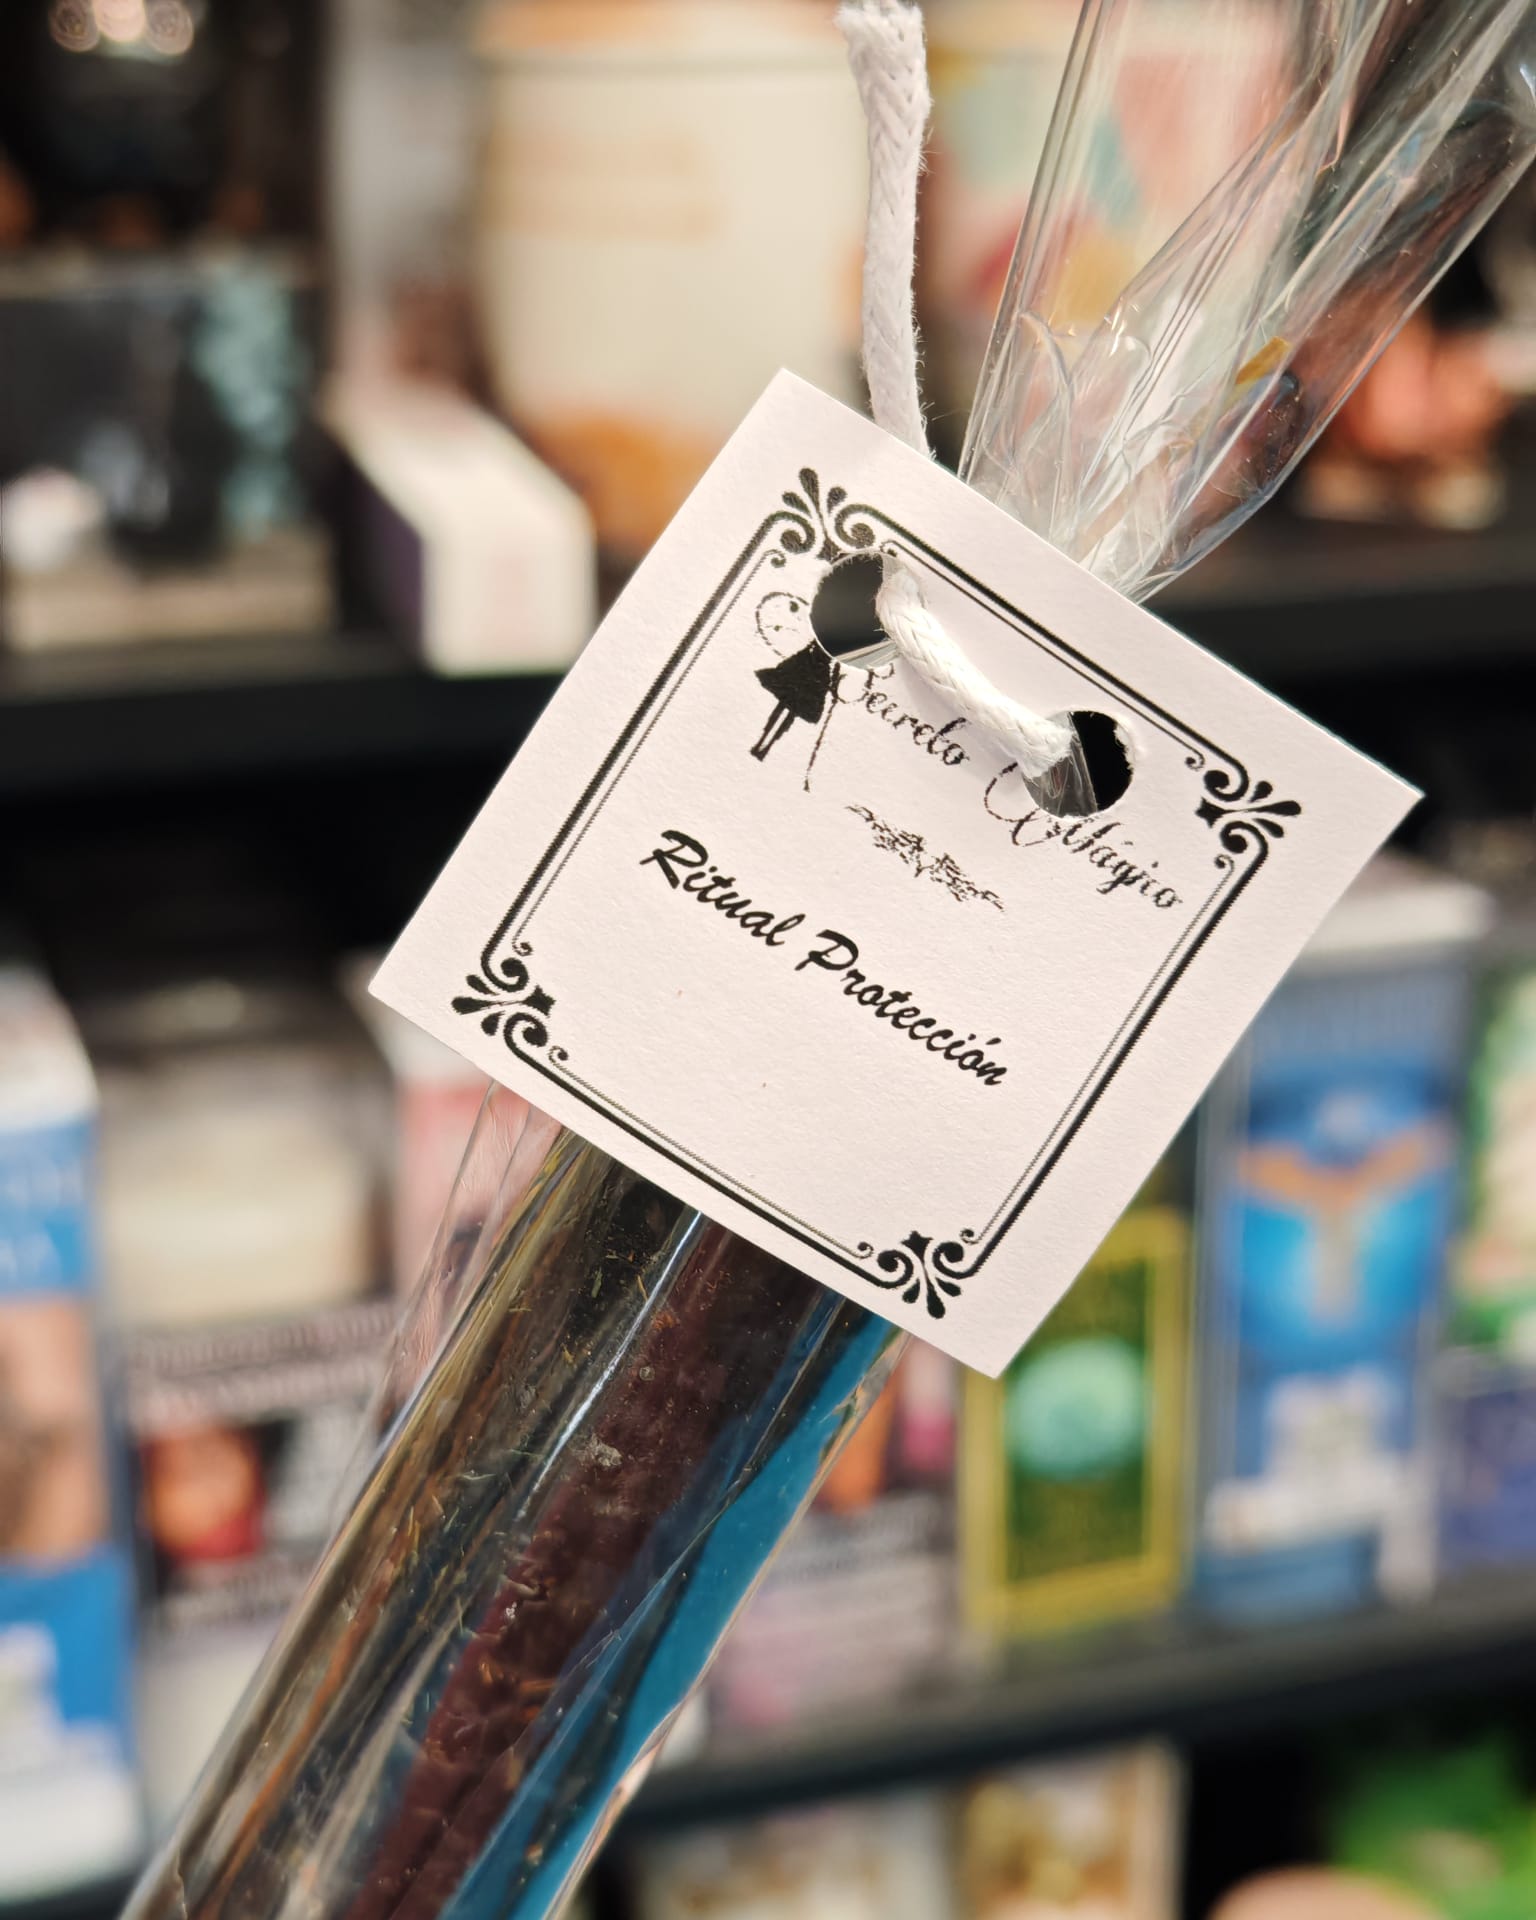 Secreto Mágico
Ritual Protección